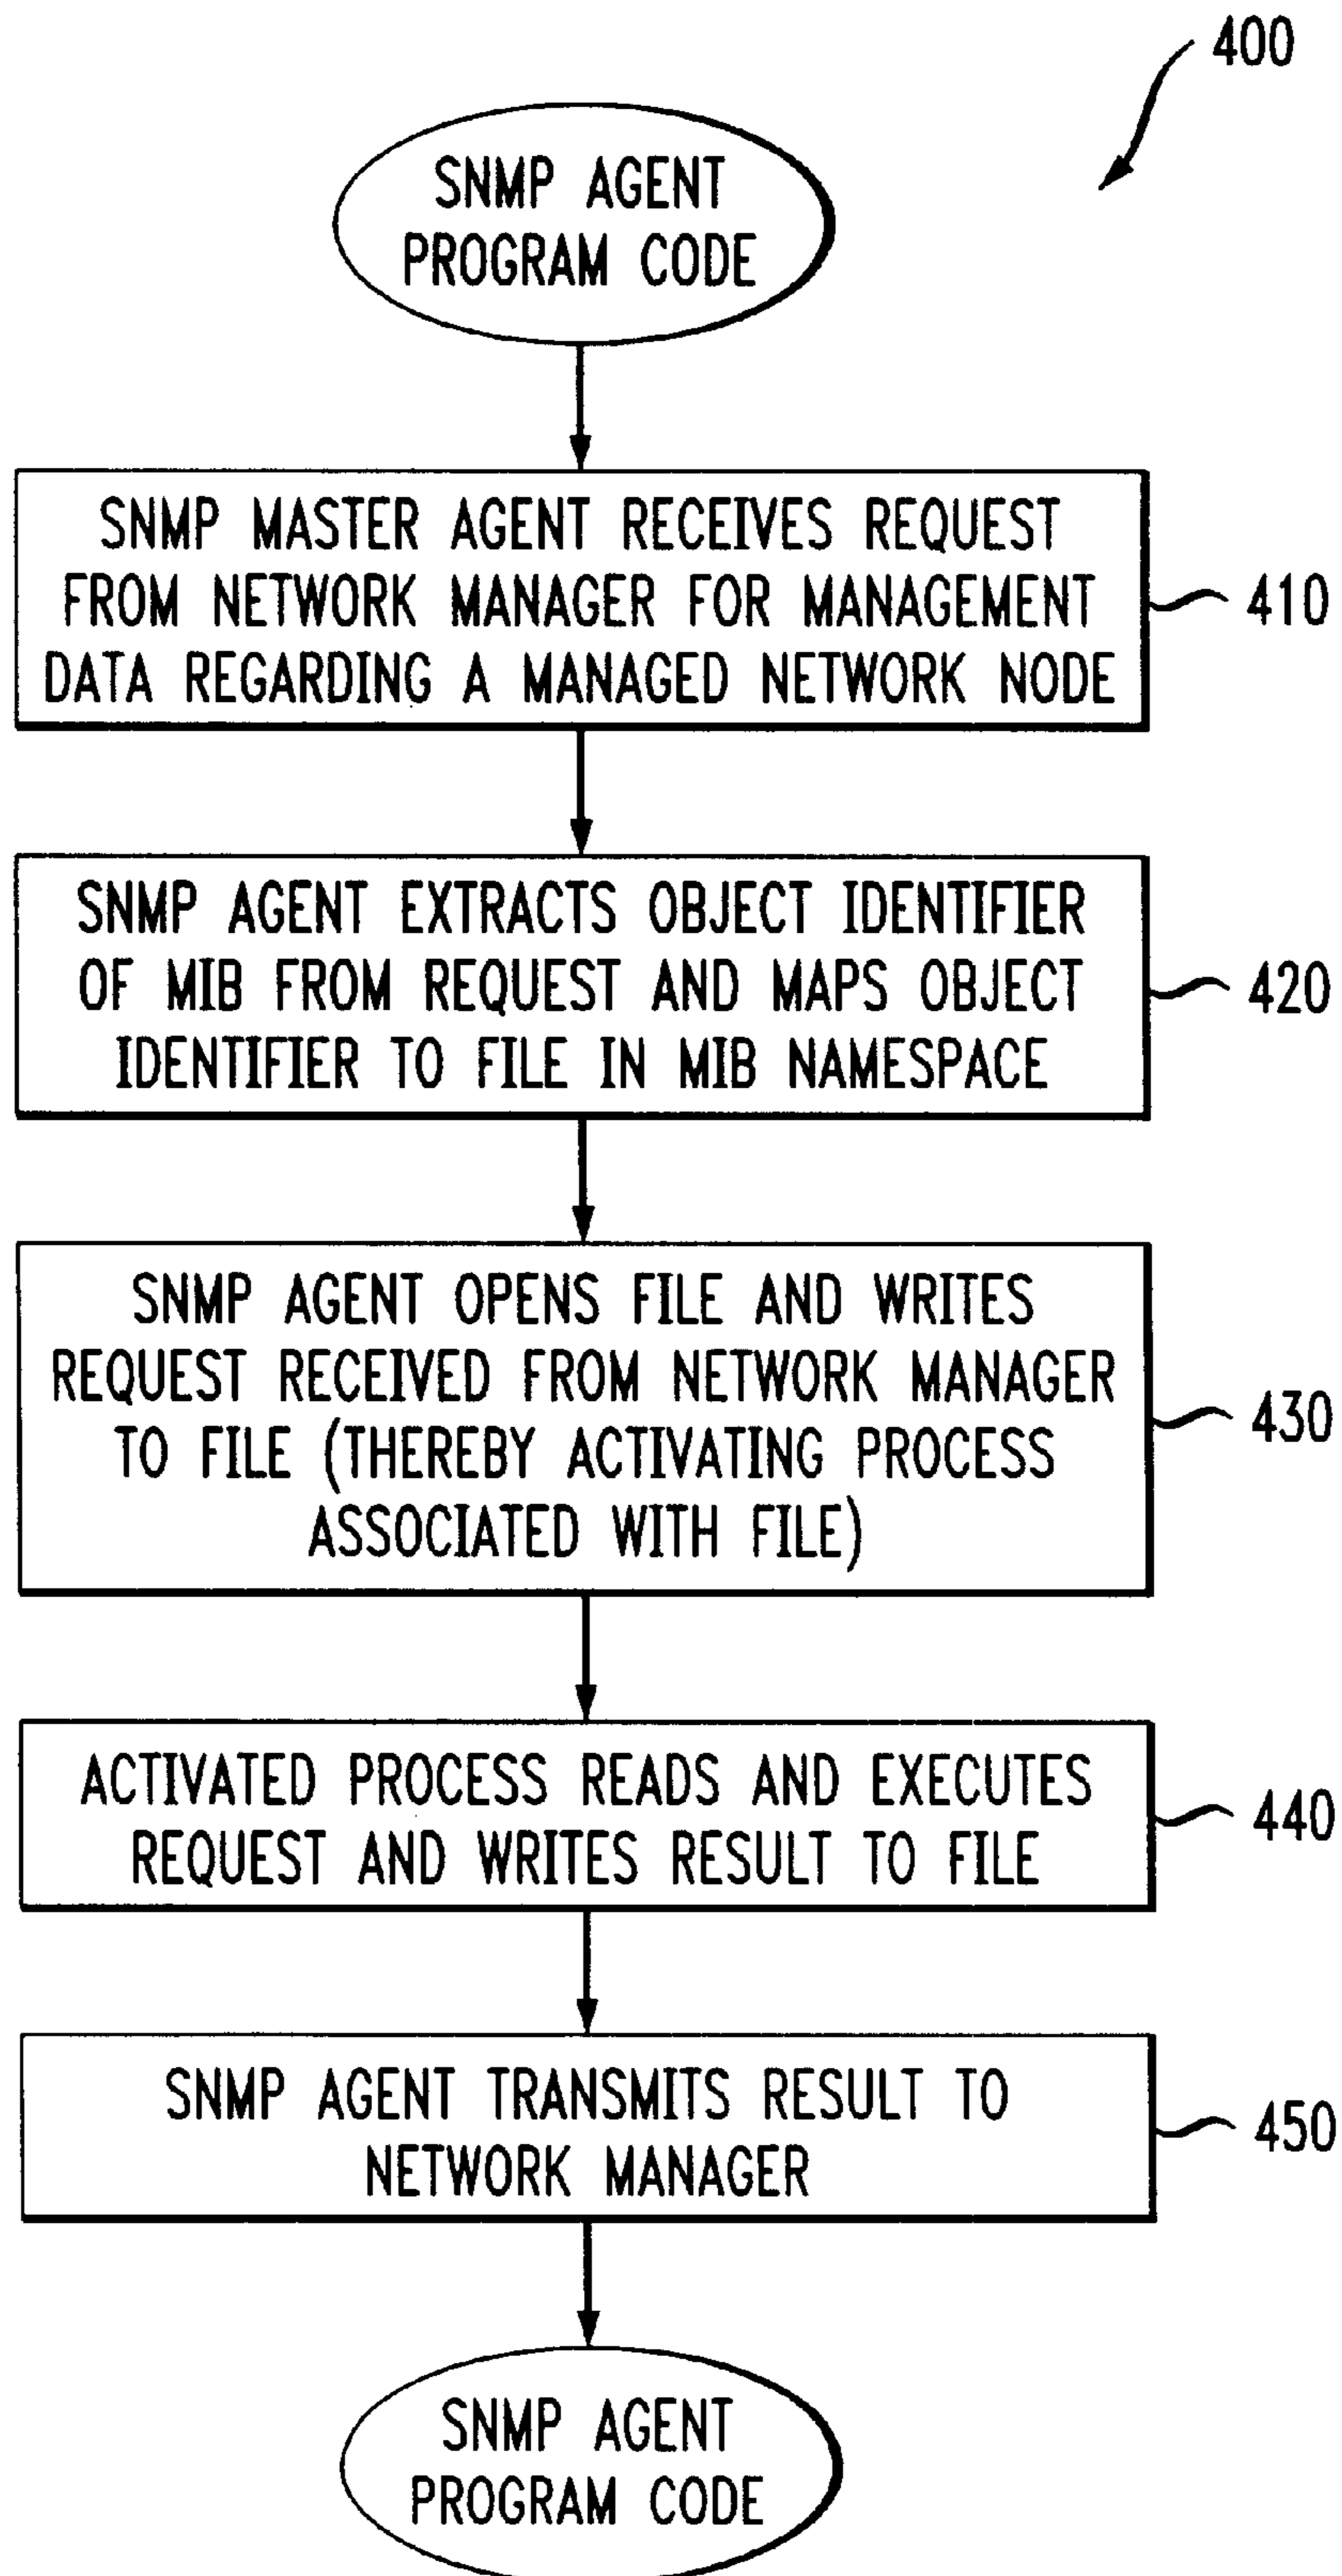 400
SNMP AGENT
PROGRAM CODE
SNMP MASTER AGENT RECEIVES REQUEST
FROM NETWORK MANAGER FOR MANAGEMENT
DATA REGARDING A MANAGED NETWORK NODE
410
SNMP AGENT EXTRACTS OBJECT IDENTIFIER
OF MIB FROM REQUEST AND MAPS OBJECT
IDENTIFIER TO FILE IN MIB NAMESPACE
420
SNMP AGENT OPENS FILE AND WRITES
REQUEST RECEIVED FROM NETWORK MANAGER
TO FILE (THEREBY ACTIVATING PROCESS
ASSOCIATED WITH FILE)
430
ACTIVATED PROCESS READS AND EXECUTES
REQUEST AND WRITES RESULT TO FILE
440
SNMP AGENT TRANSMITS RESULT TO
NETWORK MANAGER
450
SNMP AGENT
PROGRAM CODE